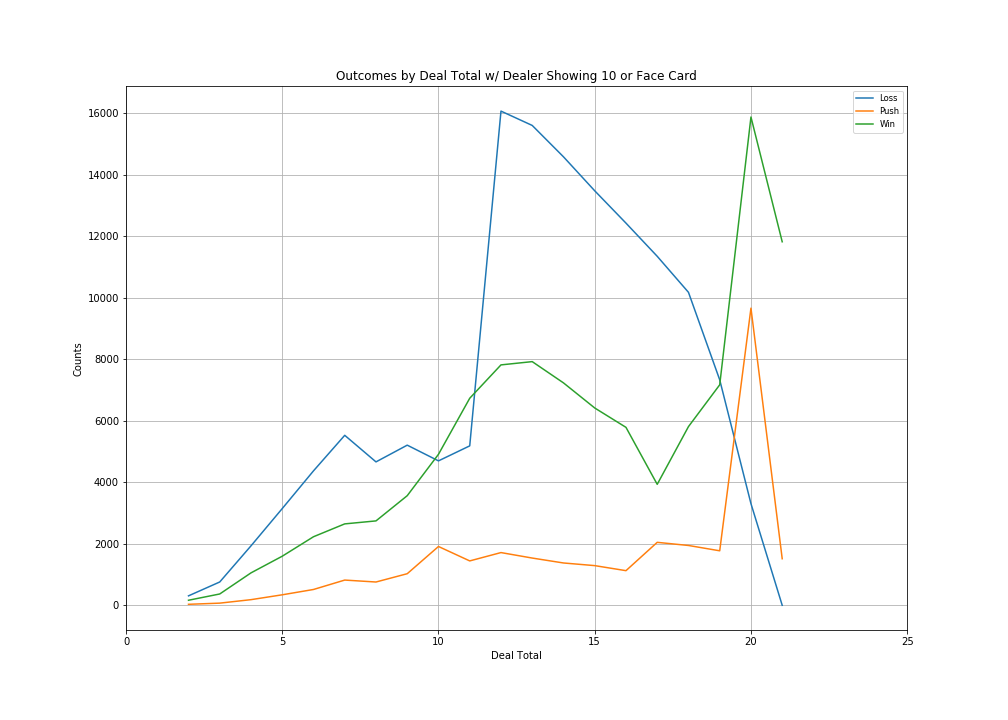 Outcomes by Deal Total w/ Dealer Showing 10 or Face Card
Loss
Push
Win
Counts
16000
14000
12000
10000
8000
6000
4000
2000
0
0 5 10 15 20 25
Deal Total